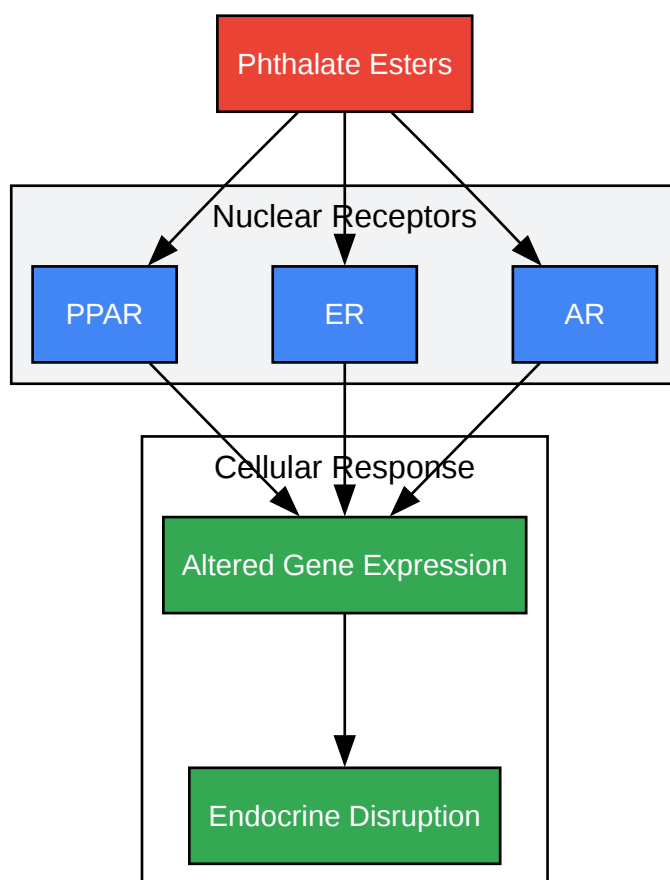 Phthalate Esters
Nuclear Receptors
PPAR
ER
AR
Cellular Response
Altered Gene Expression
Endocrine Disruption